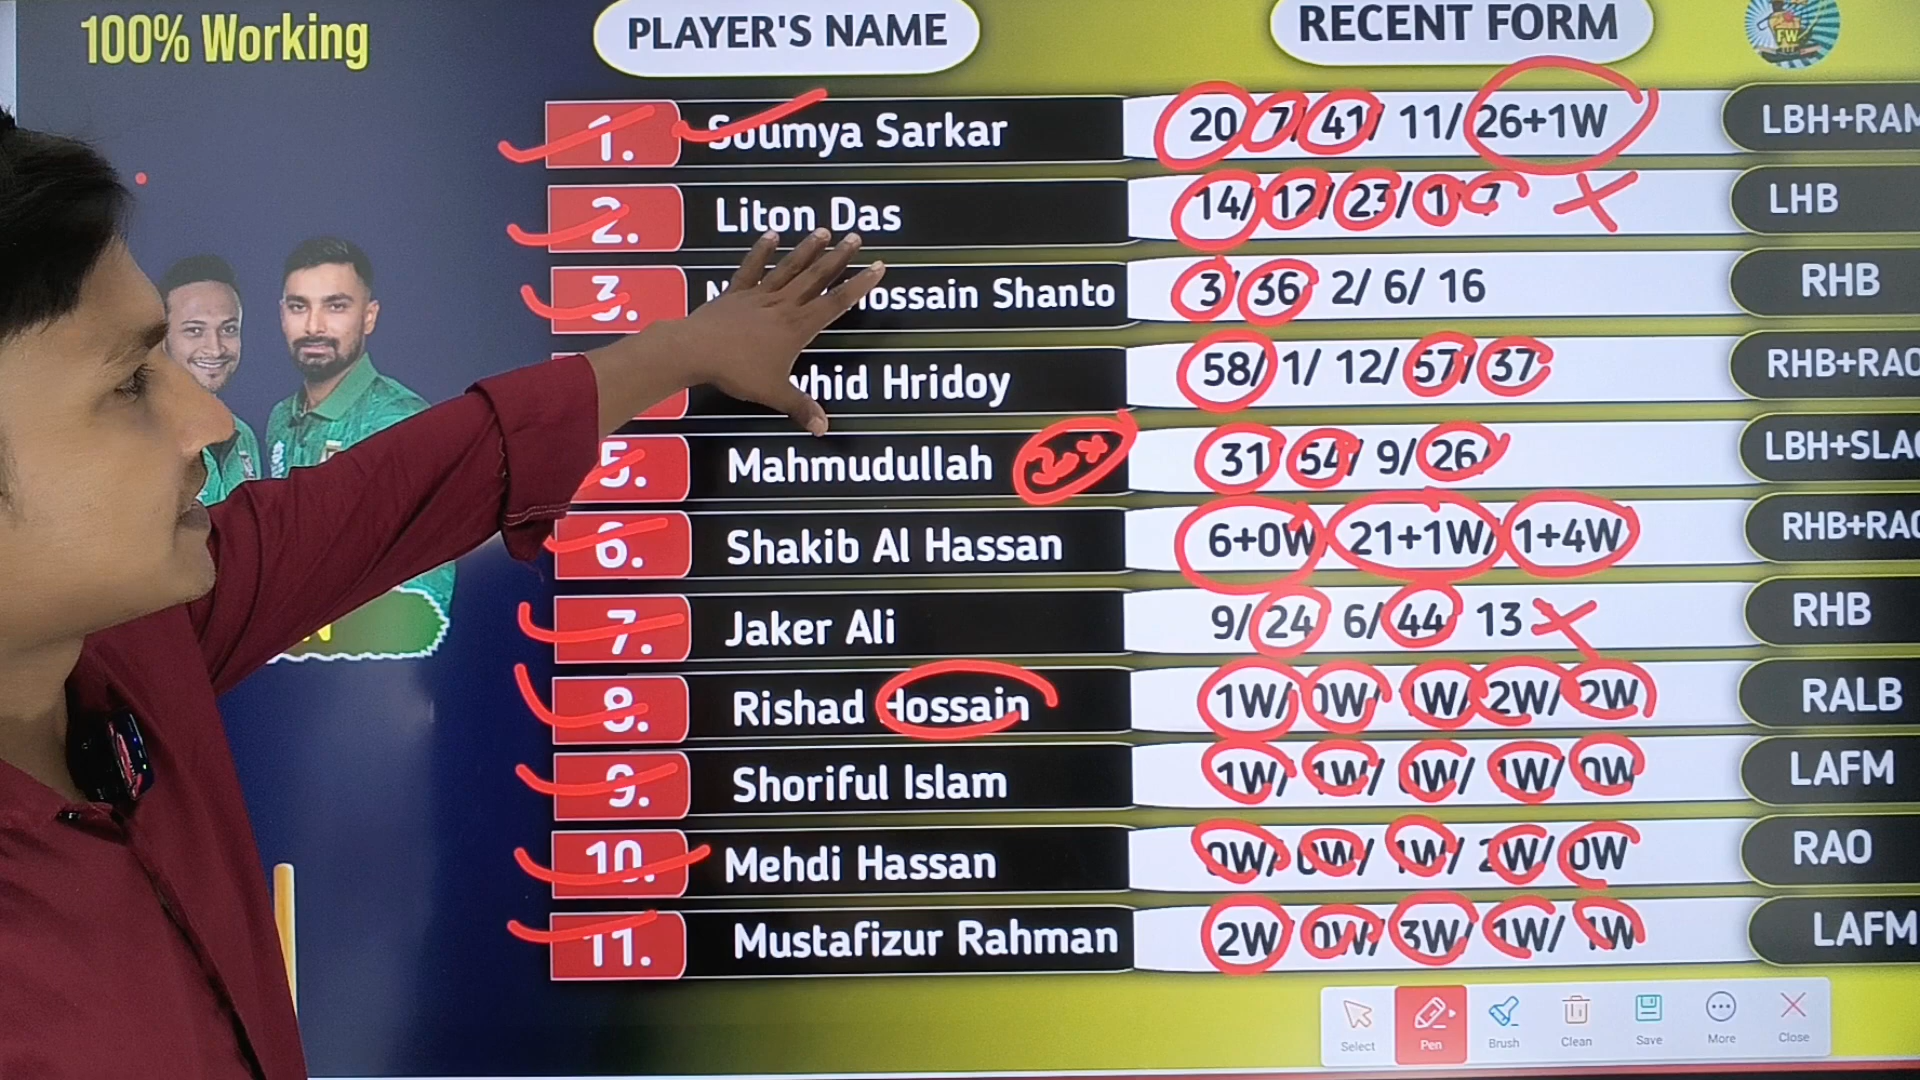 100% Working
PLAYER'S NAME RECENT FORM
FW
1. Soumya Sarkar 20/ 7/ 41/ 11/ 26+1W LBH+RAM
2. Liton Das 14/ 12/ 23/ 1 7 LHB
3. Hossain Shanto 3/ 36/ 2/ 6/ 16 RHB
Hridoy 58/ 1/ 12/ 57/ 37 RHB+RAO
5. Mahmudullah 31/ 54/ 9/ 26/ LBH+SLAO
6. Shakib Al Hassan 6+0W/ 21+1W/ 1+4W RHB+RAO
7. Jaker Ali 9/ 24/ 6/ 44/ 13 RHB
8. Rishad Hossain 1W/ 0W/ 1W/ 2W/ 2W RALB
9. Shoriful Islam 1W/ 1W/ 0W/ 1W/ 0W LAFM
10. Mehdi Hassan 0W/ 0W/ 1W/ 2W/ 0W RAO
11. Mustafizur Rahman 2W/ 0W/ 3W/ 1W/ 1W LAFM
Select Pen Brush Clean Save More Close